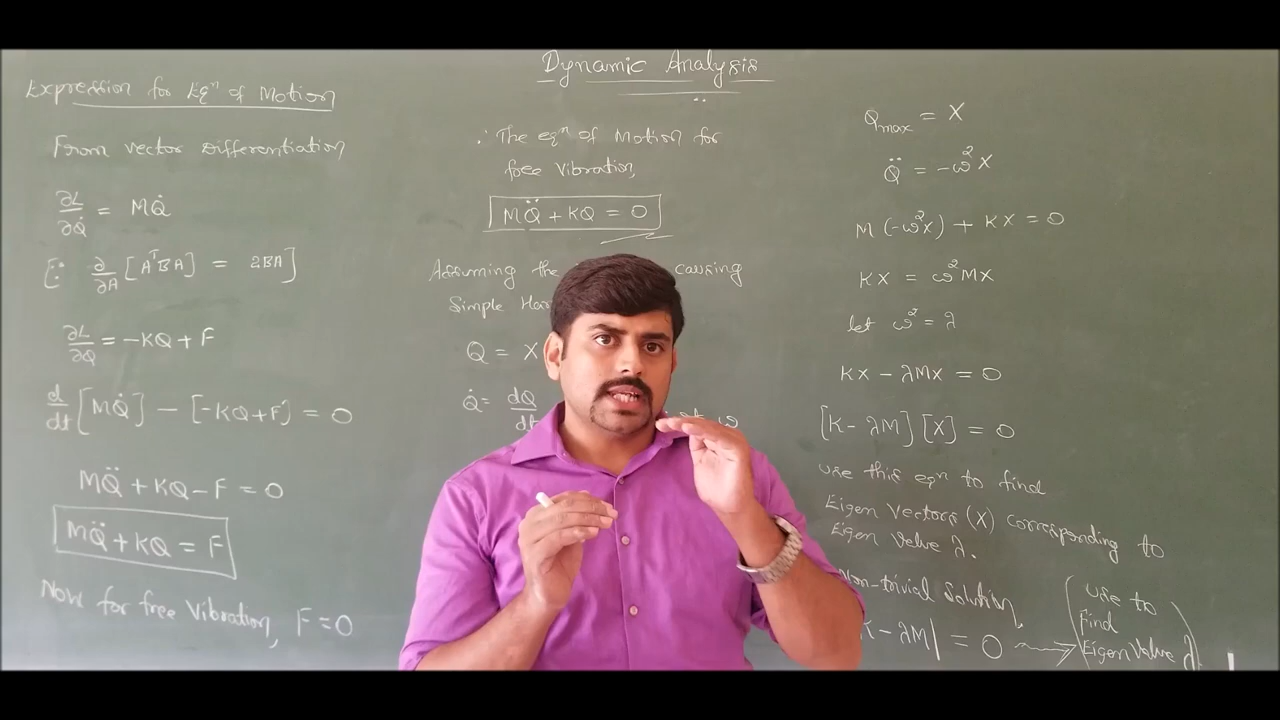 Dynamic Analysis
Expression for Eqⁿ of Motion
From vector Differentiation
∂L/∂Q̇ = MQ̇
[∵ ∂/∂A [AᵀBA] = 2BA]
∂L/∂Q = -KQ + F
d/dt [MQ̇] - [-KQ+F] = 0
MQ̈ + KQ - F = 0
MQ̈ + KQ = F
Now for free Vibration, F = 0
∴ The eqⁿ of Motion for
free vibration,
MQ̈ + KQ = 0
Assuming the causing
Simple Har
Q = X
Q̇ = dQ/dt ω
Qmax = X
Q̈ = -ω²X
M(-ω²X) + KX = 0
KX = ω²MX
let ω² = λ
KX - λMX = 0
[K - λM][X] = 0
use this eqⁿ to find
Eigen Vectors (X) corresponding to
Eigen Value λ.
Non-trivial Solution,
K - λM| = 0 → (use to
find
Eigen Value λ)